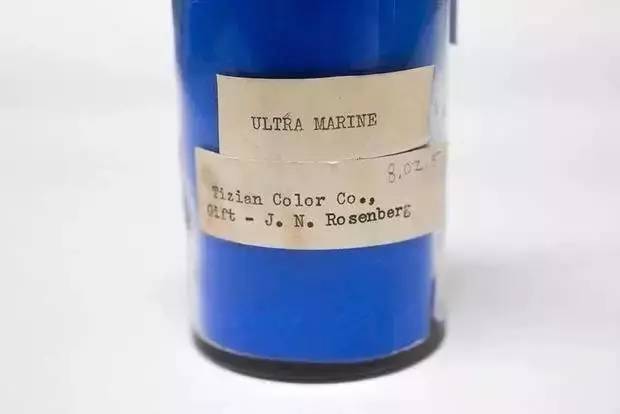 ULTRA MARINE
8.oz.
Tizian Color Co.,
Gift - J. N. Rosenberg